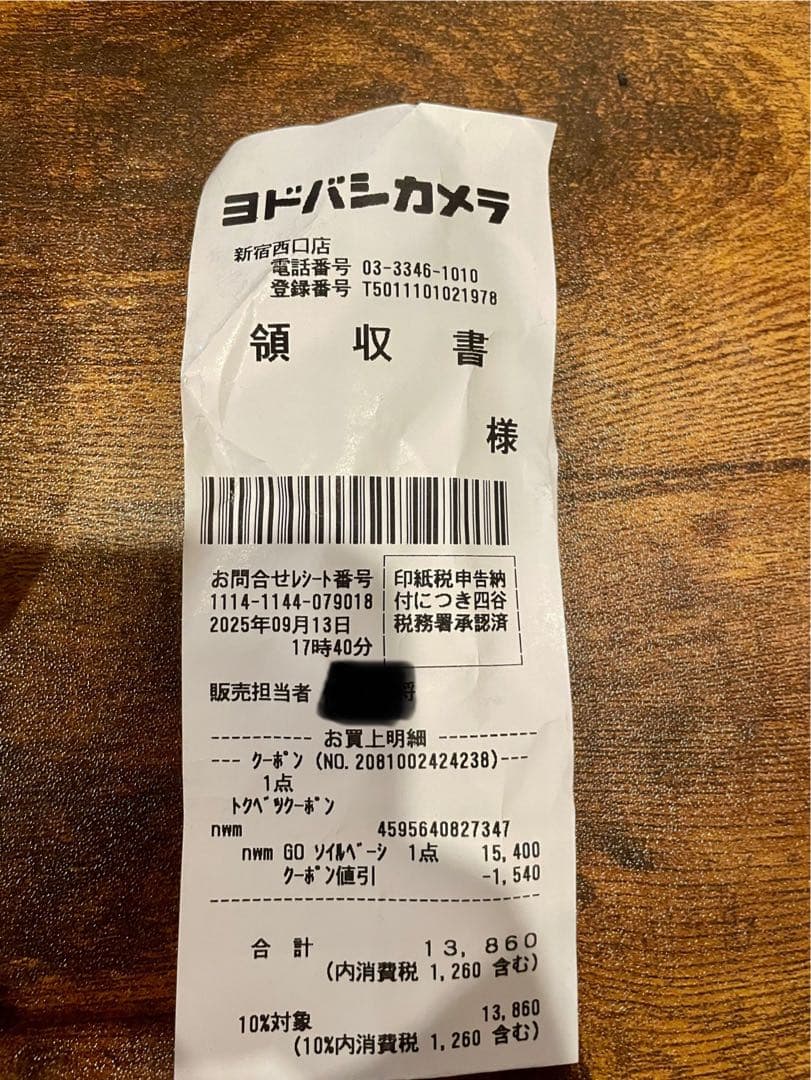 ヨドバシカメラ
新宿西口店
電話番号 03-3346-1010
登録番号 T5011101021978
領 収 書
様
お問合せﾚｼｰﾄ番号
1114-1144-079018
2025年09月13日
17時40分
印紙税申告納
付につき四谷
税務署承認済
販売担当者
---------- お買上明細 ----------
--- ｸｰﾎﾟﾝ (NO.2081002424238)---
1点
ﾄｸﾍﾞﾂｸｰﾎﾟﾝ
nwm 4595640827347
nwm GO ｿｲﾙﾍﾞｰｼ 1点 15,400
ｸｰﾎﾟﾝ値引 -1,540
合 計 13,860
(内消費税 1,260 含む)
10%対象 13,860
(10%内消費税 1,260 含む)